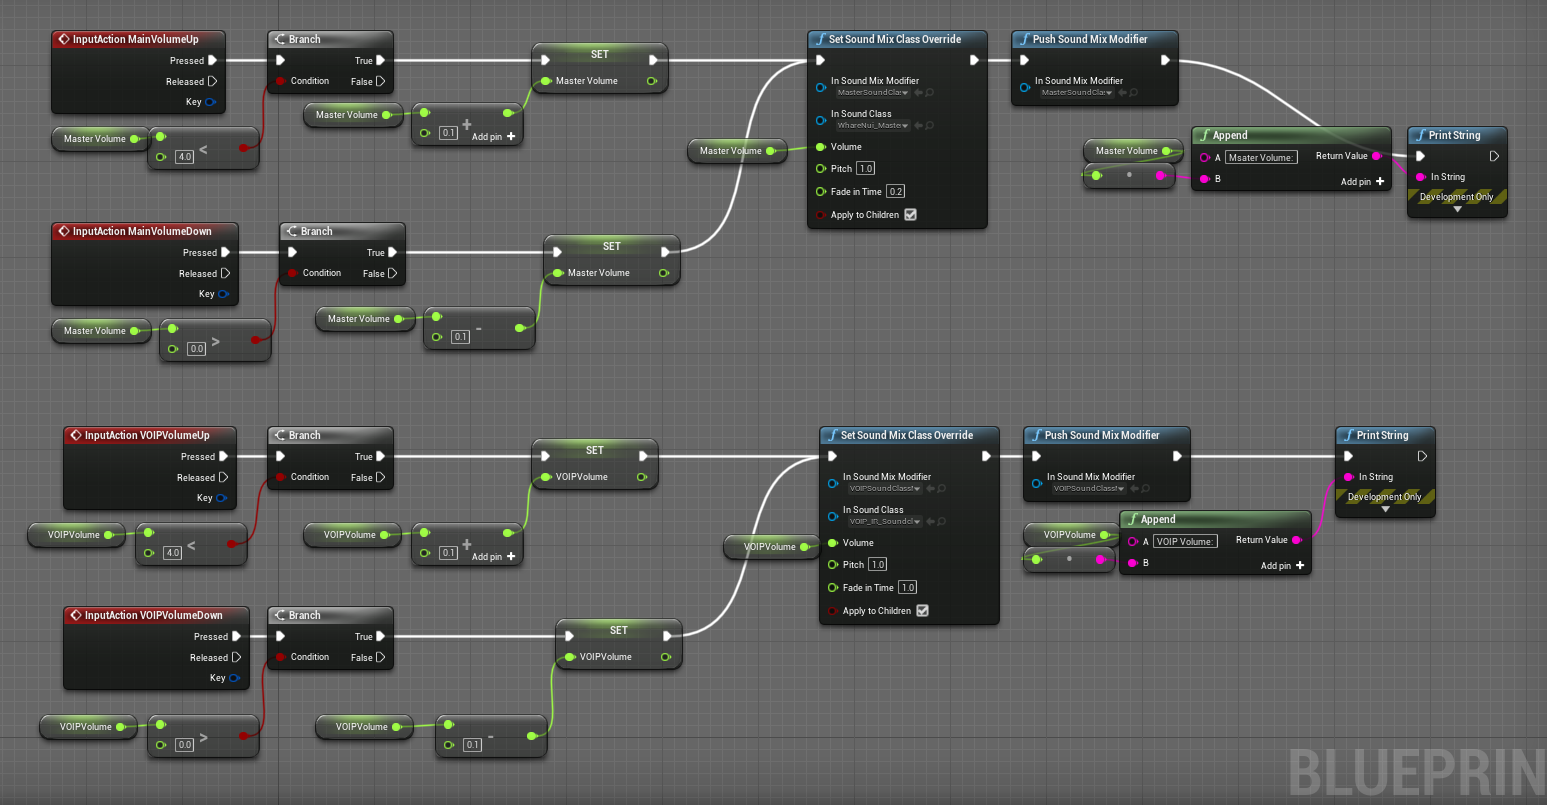 InputAction MainVolumeUp
Pressed
Released
Key
Master Volume
4.0
<
Branch
True
Condition
False
Master Volume
0.1
+
Add pin +
SET
Master Volume
Master Volume
Set Sound Mix Class Override
In Sound Mix Modifier
MasterSoundClas
In Sound Class
WhareNui_Master
Volume
Pitch 1.0
Fade in Time 0.2
Apply to Children
Push Sound Mix Modifier
In Sound Mix Modifier
MasterSoundClas
Master Volume
Append
A Msater Volume:
Return Value
B
Add pin +
Print String
In String
Development Only
InputAction MainVolumeDown
Pressed
Released
Key
Master Volume
0.0
>
Branch
True
Condition
False
Master Volume
0.1
-
SET
Master Volume
InputAction VOIPVolumeUp
Pressed
Released
Key
VOIPVolume
4.0
<
Branch
True
Condition
False
VOIPVolume
0.1
+
Add pin +
SET
VOIPVolume
VOIPVolume
Set Sound Mix Class Override
In Sound Mix Modifier
In Sound Class
Volume
Pitch 1.0
Fade in Time 1.0
Apply to Children
Push Sound Mix Modifier
In Sound Mix Modifier
VOIPVolume
Append
A VOIP Volume:
Return Value
B
Add pin +
Print String
In String
Development Only
InputAction VOIPVolumeDown
Pressed
Released
Key
VOIPVolume
0.0
>
Branch
True
Condition
False
VOIPVolume
0.1
-
SET
VOIPVolume
BLUEPRIN